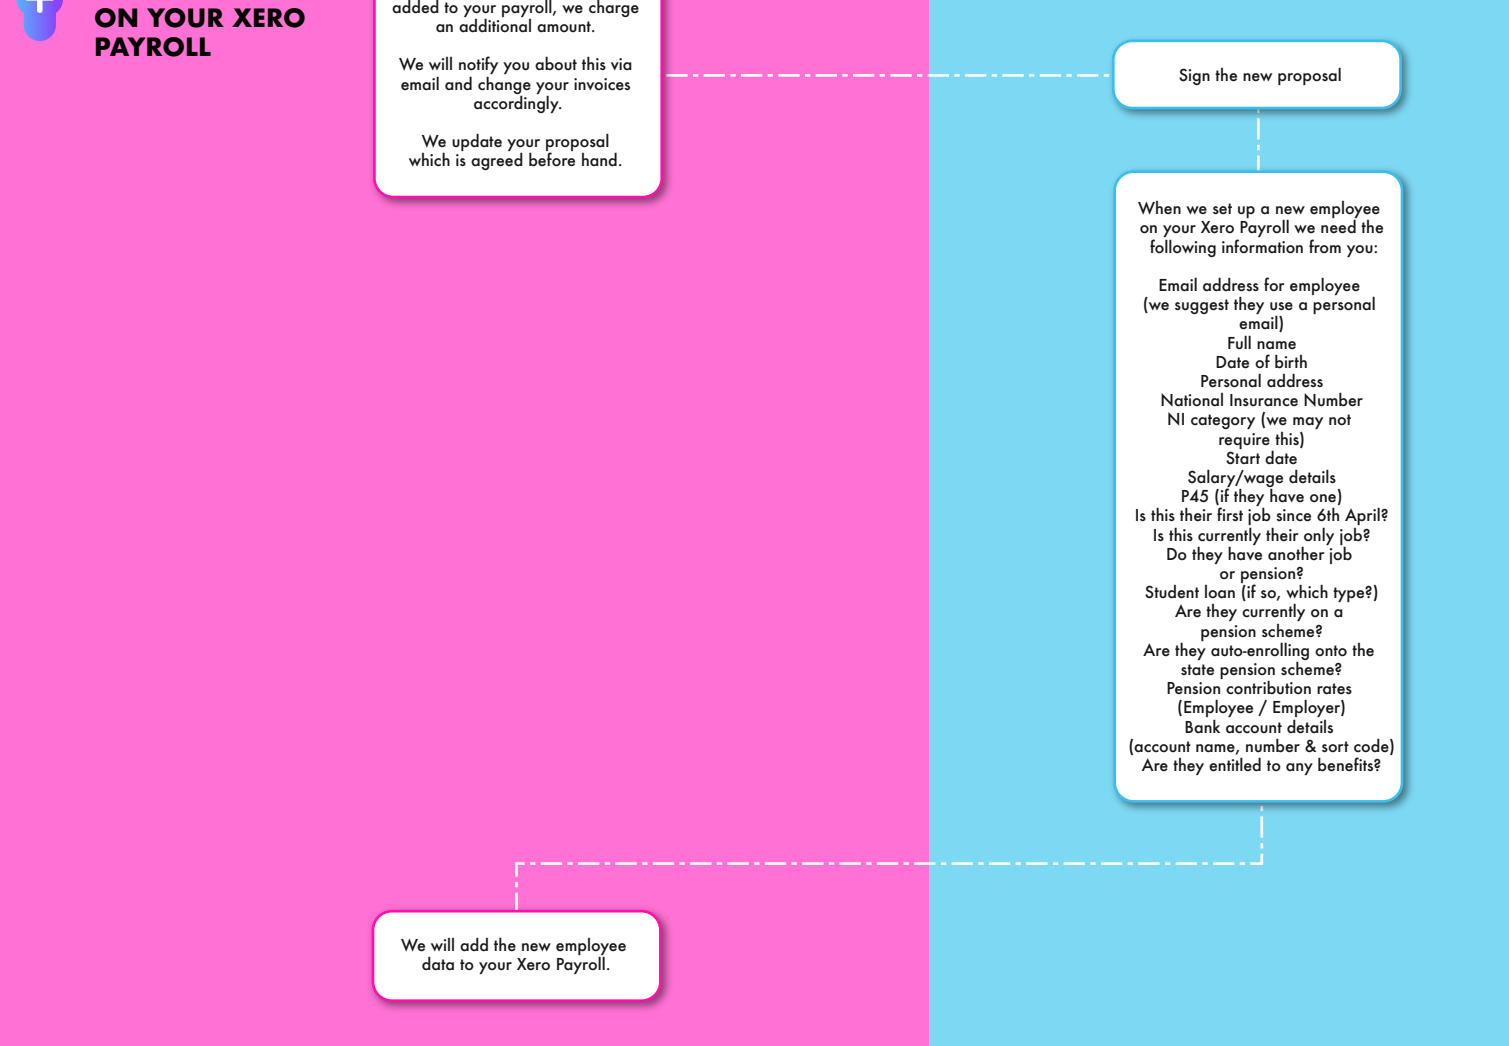 ON YOUR XERO
PAYROLL
added to your payroll, we charge
an additional amount.
We will notify you about this via
email and change your invoices
accordingly.
We update your proposal
which is agreed before hand.
Sign the new proposal
When we set up a new employee
on your Xero Payroll we need the
following information from you:
Email address for employee
(we suggest they use a personal
email)
Full name
Date of birth
Personal address
National Insurance Number
NI category (we may not
require this)
Start date
Salary/wage details
P45 (if they have one)
Is this their first job since 6th April?
Is this currently their only job?
Do they have another job
or pension?
Student loan (if so, which type?)
Are they currently on a
pension scheme?
Are they auto-enrolling onto the
state pension scheme?
Pension contribution rates
(Employee / Employer)
Bank account details
(account name, number & sort code)
Are they entitled to any benefits?
We will add the new employee
data to your Xero Payroll.